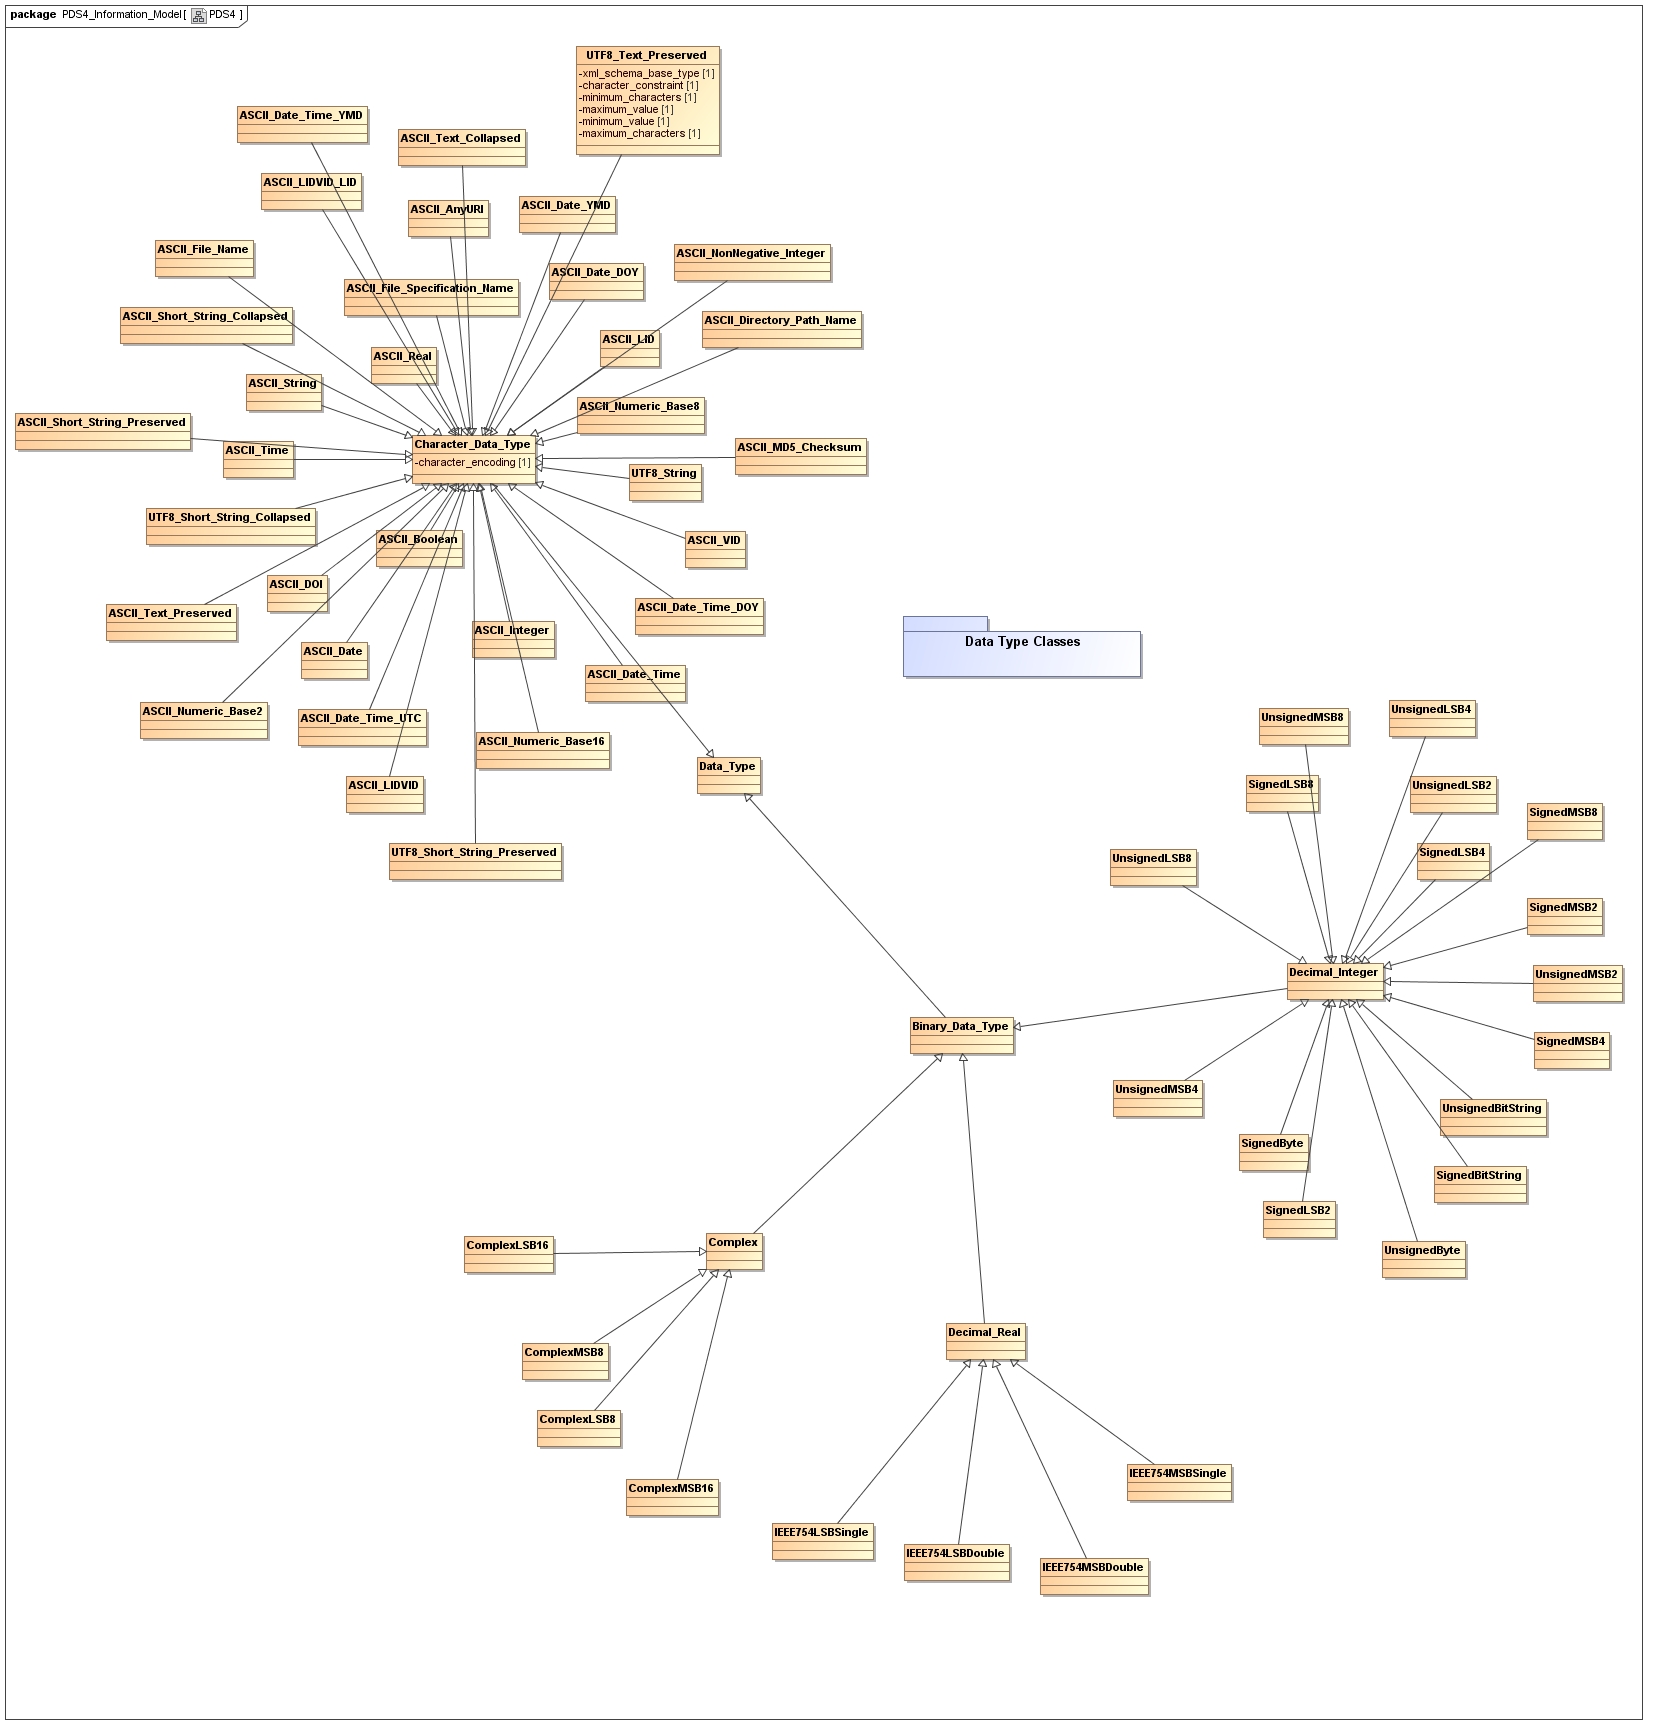 package PDS4_Information_Model[ PDS4 ]
UTF8_Text_Preserved
-xml_schema_base_type [1]
-character_constraint [1]
-minimum_characters [1]
-maximum_value [1]
-minimum_value [1]
-maximum_characters [1]
ASCII_Date_Time_YMD
ASCII_Text_Collapsed
ASCII_LIDVID_LID
ASCII_AnyURI
ASCII_Date_YMD
ASCII_File_Name
ASCII_NonNegative_Integer
ASCII_Date_DOY
ASCII_File_Specification_Name
ASCII_Short_String_Collapsed
ASCII_Directory_Path_Name
ASCII_LID
ASCII_Real
ASCII_String
ASCII_Numeric_Base8
ASCII_Short_String_Preserved
ASCII_Time
Character_Data_Type
-character_encoding [1]
ASCII_MD5_Checksum
UTF8_String
UTF8_Short_String_Collapsed
ASCII_Boolean
ASCII_VID
ASCII_DOI
ASCII_Text_Preserved
ASCII_Date_Time_DOY
ASCII_Integer
ASCII_Date
Data Type Classes
ASCII_Date_Time
ASCII_Numeric_Base2
ASCII_Date_Time_UTC
ASCII_Numeric_Base16
ASCII_LIDVID
Data_Type
UTF8_Short_String_Preserved
UnsignedMSB8
UnsignedLSB4
SignedLSB8
UnsignedLSB2
SignedMSB8
UnsignedLSB8
SignedLSB4
SignedMSB2
Decimal_Integer
UnsignedMSB2
Binary_Data_Type
SignedMSB4
UnsignedMSB4
UnsignedBitString
SignedByte
SignedBitString
SignedLSB2
UnsignedByte
ComplexLSB16
Complex
ComplexMSB8
Decimal_Real
ComplexLSB8
ComplexMSB16
IEEE754MSBSingle
IEEE754LSBSingle
IEEE754LSBDouble
IEEE754MSBDouble